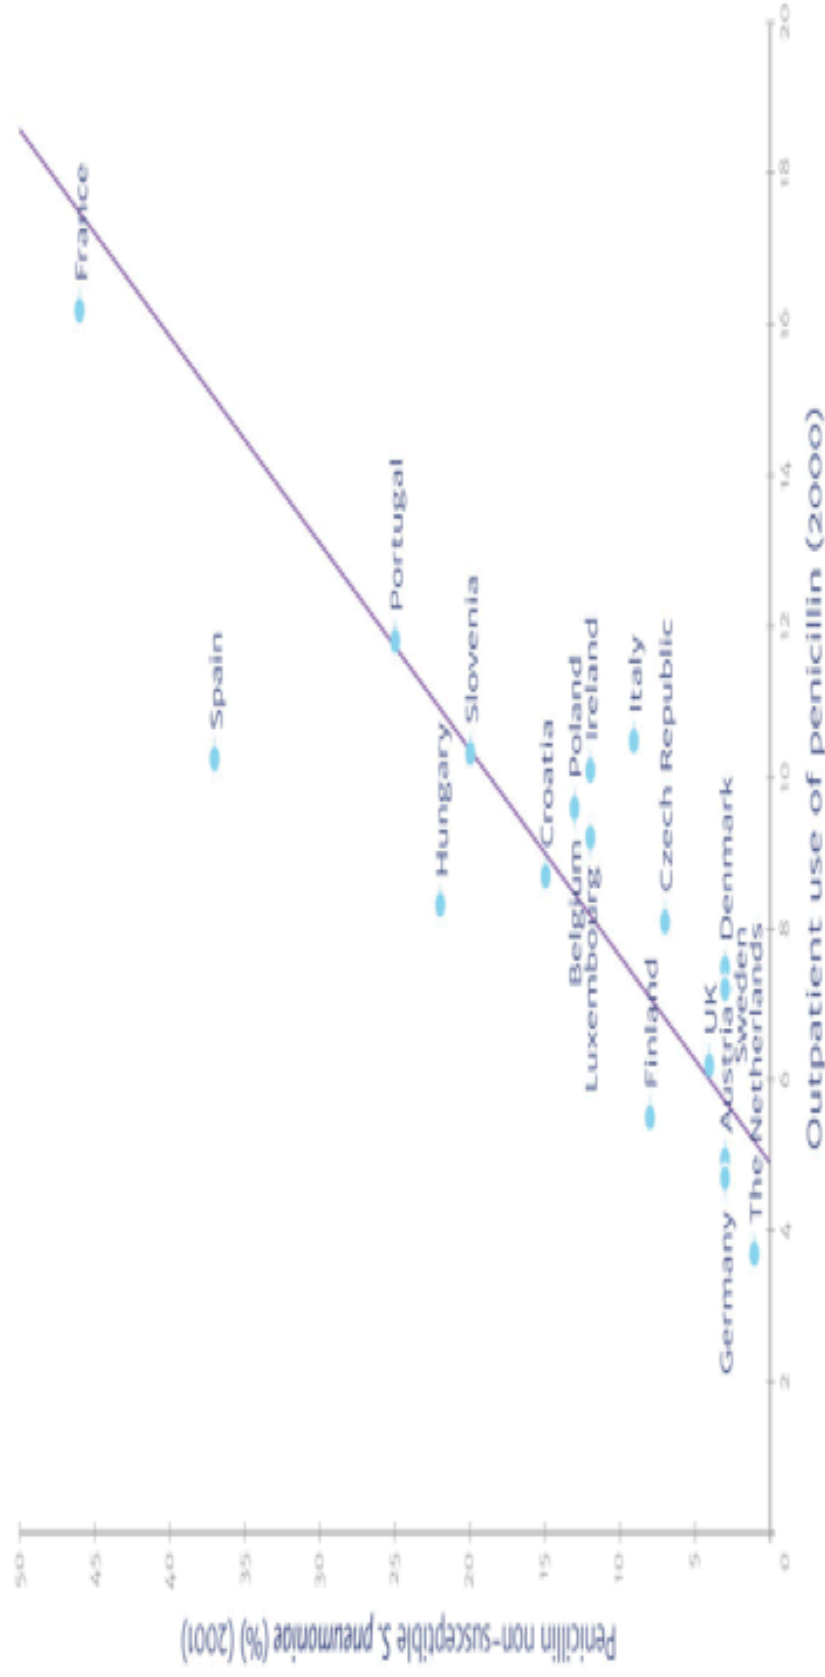 Penicillin non-susceptible S. pneumoniae (%) (2001)
50
45
40
35
30
25
20
15
10
5
0
France
Spain
Portugal
Hungary
Slovenia
Croatia
Belgium
Poland
Luxembourg
Ireland
Italy
Finland
Czech Republic
UK
Germany
Austria
Denmark
Sweden
The Netherlands
2
4
6
8
10
12
14
16
18
20
Outpatient use of penicillin (2000)